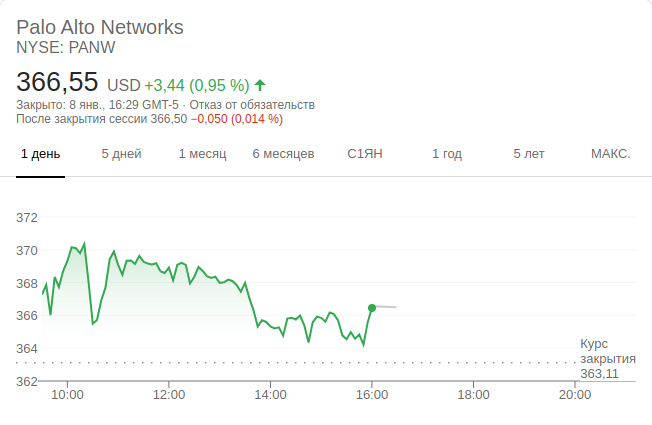 Palo Alto Networks
NYSE: PANW
366,55 USD +3,44 (0,95 %)
Закрыто: 8 янв., 16:29 GMT-5 · Отказ от обязательств
После закрытия сессии 366,50 −0,050 (0,014 %)
1 день 5 дней 1 месяц 6 месяцев С1ЯН 1 год 5 лет МАКС.
372
370
368
366
364
362
Курс
закрытия
363,11
10:00 12:00 14:00 16:00 18:00 20:00